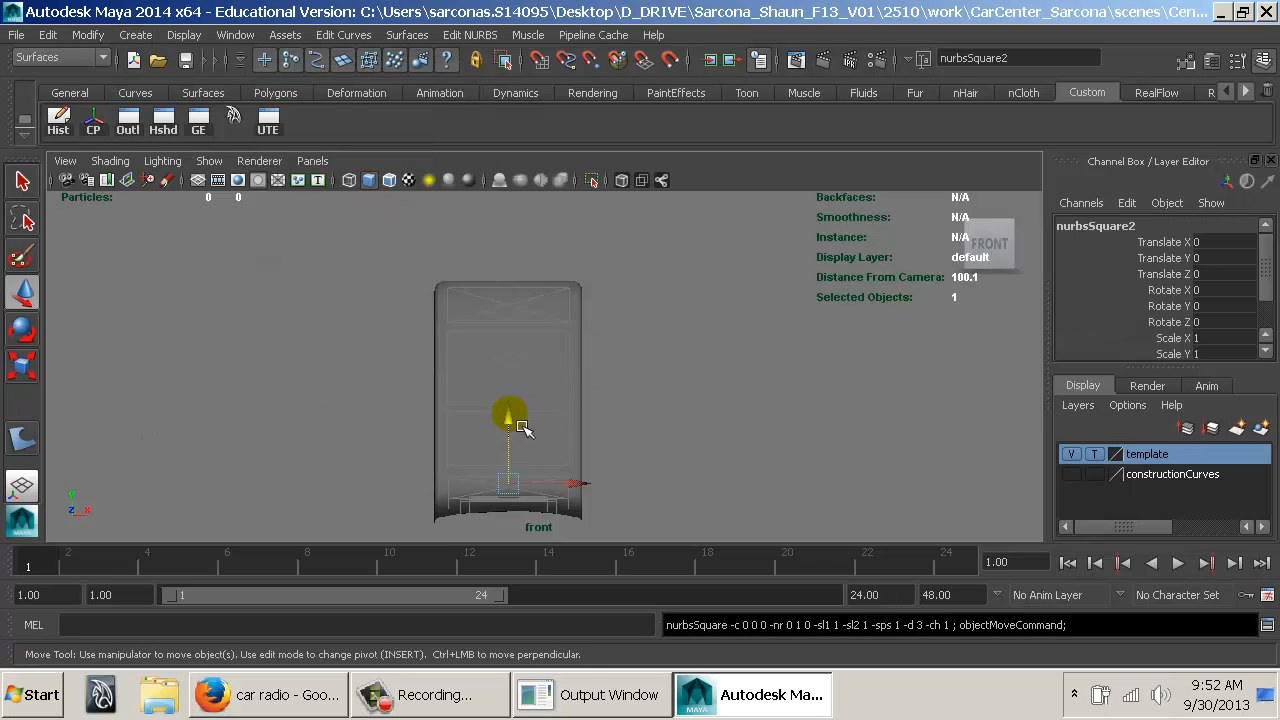 Autodesk Maya 2014 x64 - Educational Version: C:\Users\sarconas.S14095\Desktop\D_DRIVE\Sarcona_Shaun_F13_V01\2510\work\CarCenter_Sarcona\scenes\Cen...
File Edit Modify Create Display Window Assets Edit Curves Surfaces Edit NURBS Muscle Pipeline Cache Help
Surfaces nurbsSquare2
General Curves Surfaces Polygons Deformation Animation Dynamics Rendering PaintEffects Toon Muscle Fluids Fur nHair nCloth Custom RealFlow R
Hist CP Outl Hshd GE UTE
View Shading Lighting Show Renderer Panels
Channel Box / Layer Editor
Particles: 0 0
Backfaces: N/A
Smoothness: N/A
Instance: N/A
Display Layer: default
Distance From Camera: 100.1
Selected Objects: 1
FRONT
Channels Edit Object Show
nurbsSquare2
Translate X 0
Translate Y 0
Translate Z 0
Rotate X 0
Rotate Y 0
Rotate Z 0
Scale X 1
Scale Y 1
Display Render Anim
Layers Options Help
V T template
constructionCurves
y
z x
front
2 4 6 8 10 12 14 16 18 20 22 24
1 1.00
1.00 1.00 1 24 24.00 48.00 No Anim Layer No Character Set
MEL nurbsSquare -c 0 0 0 -nr 0 1 0 -sl1 1 -sl2 1 -sps 1 -d 3 -ch 1 ; objectMoveCommand;
Move Tool: Use manipulator to move object(s). Use edit mode to change pivot (INSERT). Ctrl+LMB to move perpendicular.
Start car radio - Goo... Recording... Output Window Autodesk Ma...
9:52 AM
9/30/2013